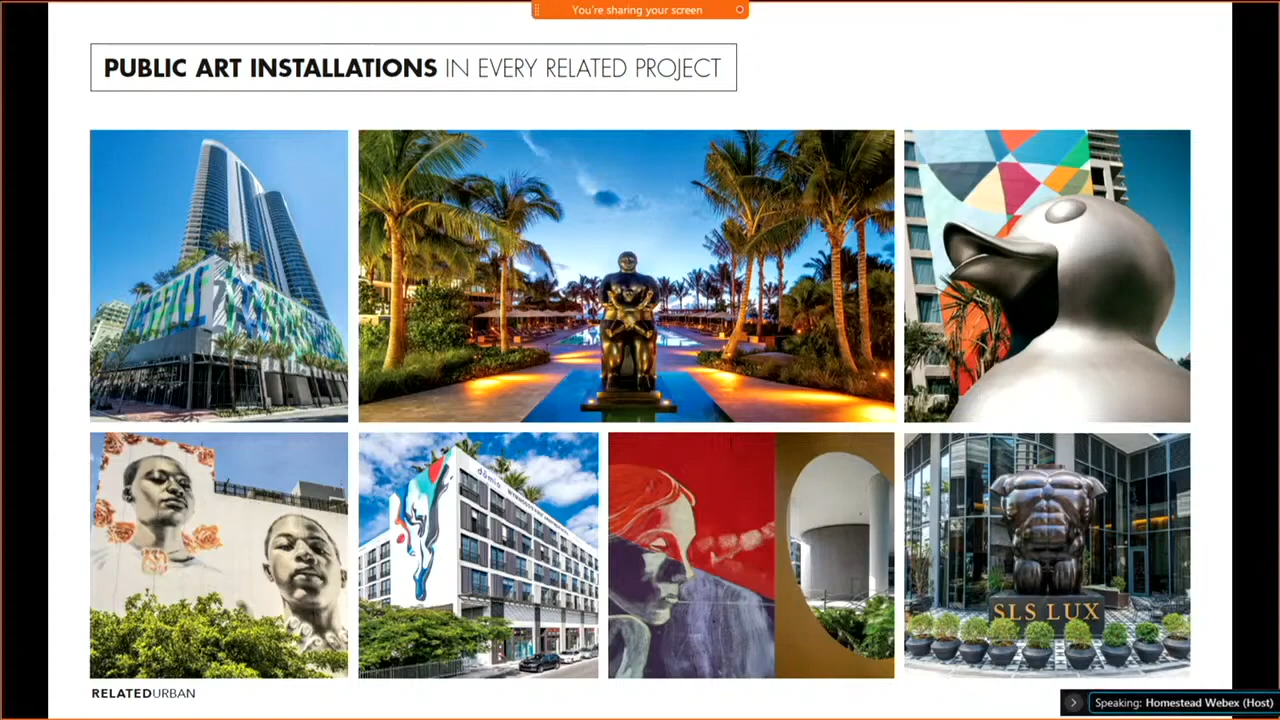 You're sharing your screen
PUBLIC ART INSTALLATIONS IN EVERY RELATED PROJECT
dōmio
SLS LUX
RELATEDURBAN
Speaking: Homestead Webex (Host)